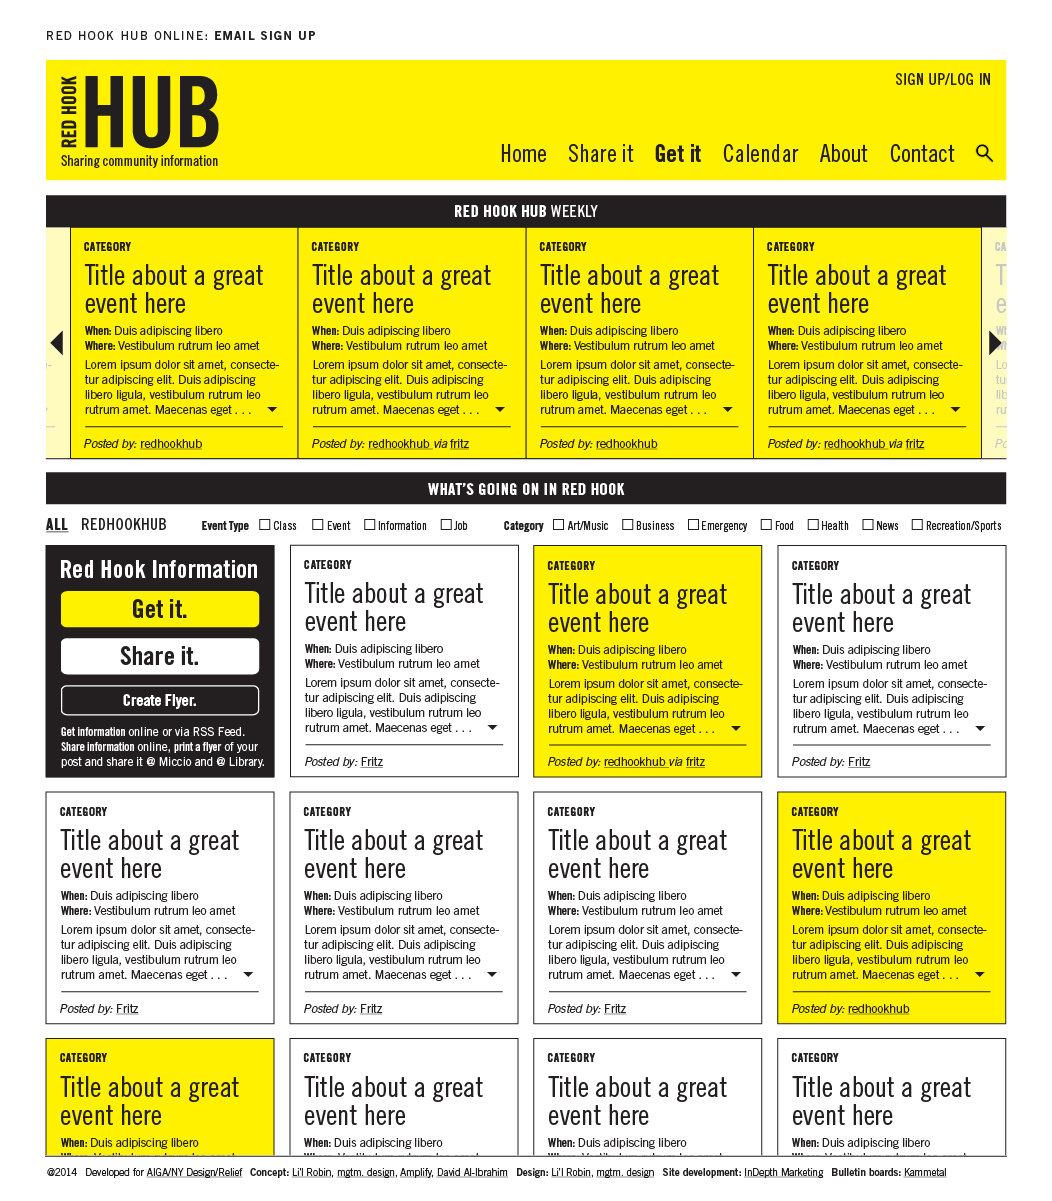 RED HOOK HUB ONLINE: EMAIL SIGN UP
SIGN UP/LOG IN
RED HOOK
HUB
Sharing community information
Home Share it Get it Calendar About Contact
RED HOOK HUB WEEKLY
CATEGORY
Title about a great
event here
When: Duis adipiscing libero
Where: Vestibulum rutrum leo amet
Lorem ipsum dolor sit amet, consecte-
tur adipiscing elit. Duis adipiscing
libero ligula, vestibulum rutrum leo
rutrum amet. Maecenas eget . . .
Posted by: redhookhub
CATEGORY
Title about a great
event here
When: Duis adipiscing libero
Where: Vestibulum rutrum leo amet
Lorem ipsum dolor sit amet, consecte-
tur adipiscing elit. Duis adipiscing
libero ligula, vestibulum rutrum leo
rutrum amet. Maecenas eget . . .
Posted by: redhookhub via fritz
CATEGORY
Title about a great
event here
When: Duis adipiscing libero
Where: Vestibulum rutrum leo amet
Lorem ipsum dolor sit amet, consecte-
tur adipiscing elit. Duis adipiscing
libero ligula, vestibulum rutrum leo
rutrum amet. Maecenas eget . . .
Posted by: redhookhub
CATEGORY
Title about a great
event here
When: Duis adipiscing libero
Where: Vestibulum rutrum leo amet
Lorem ipsum dolor sit amet, consecte-
tur adipiscing elit. Duis adipiscing
libero ligula, vestibulum rutrum leo
rutrum amet. Maecenas eget . . .
Posted by: redhookhub via fritz
WHAT'S GOING ON IN RED HOOK
ALL REDHOOKHUB Event Type Class Event Information Job Category Art/Music Business Emergency Food Health News Recreation/Sports
Red Hook Information
Get it.
Share it.
Create Flyer.
Get information online or via RSS Feed.
Share information online, print a flyer of your
post and share it @ Miccio and @ Library.
CATEGORY
Title about a great
event here
When: Duis adipiscing libero
Where: Vestibulum rutrum leo amet
Lorem ipsum dolor sit amet, consecte-
tur adipiscing elit. Duis adipiscing
libero ligula, vestibulum rutrum leo
rutrum amet. Maecenas eget . . .
Posted by: Fritz
CATEGORY
Title about a great
event here
When: Duis adipiscing libero
Where: Vestibulum rutrum leo amet
Lorem ipsum dolor sit amet, consecte-
tur adipiscing elit. Duis adipiscing
libero ligula, vestibulum rutrum leo
rutrum amet. Maecenas eget . . .
Posted by: redhookhub via fritz
CATEGORY
Title about a great
event here
When: Duis adipiscing libero
Where: Vestibulum rutrum leo amet
Lorem ipsum dolor sit amet, consecte-
tur adipiscing elit. Duis adipiscing
libero ligula, vestibulum rutrum leo
rutrum amet. Maecenas eget . . .
Posted by: Fritz
CATEGORY
Title about a great
event here
When: Duis adipiscing libero
Where: Vestibulum rutrum leo amet
Lorem ipsum dolor sit amet, consecte-
tur adipiscing elit. Duis adipiscing
libero ligula, vestibulum rutrum leo
rutrum amet. Maecenas eget . . .
Posted by: Fritz
CATEGORY
Title about a great
event here
When: Duis adipiscing libero
Where: Vestibulum rutrum leo amet
Lorem ipsum dolor sit amet, consecte-
tur adipiscing elit. Duis adipiscing
libero ligula, vestibulum rutrum leo
rutrum amet. Maecenas eget . . .
Posted by: Fritz
CATEGORY
Title about a great
event here
When: Duis adipiscing libero
Where: Vestibulum rutrum leo amet
Lorem ipsum dolor sit amet, consecte-
tur adipiscing elit. Duis adipiscing
libero ligula, vestibulum rutrum leo
rutrum amet. Maecenas eget . . .
Posted by: Fritz
CATEGORY
Title about a great
event here
When: Duis adipiscing libero
Where: Vestibulum rutrum leo amet
Lorem ipsum dolor sit amet, consecte-
tur adipiscing elit. Duis adipiscing
libero ligula, vestibulum rutrum leo
rutrum amet. Maecenas eget . . .
Posted by: redhookhub
CATEGORY
Title about a great
event here
When: Duis adipiscing libero
CATEGORY
Title about a great
event here
When: Duis adipiscing libero
CATEGORY
Title about a great
event here
When: Duis adipiscing libero
CATEGORY
Title about a great
event here
When: Duis adipiscing libero
@2014 Developed for AIGA/NY Design/Relief Concept: Li'l Robin, mgtm. design, Amplify, David Al-Ibrahim Design: Li'l Robin, mgtm. design Site development: InDepth Marketing Bulletin boards: Kammetal